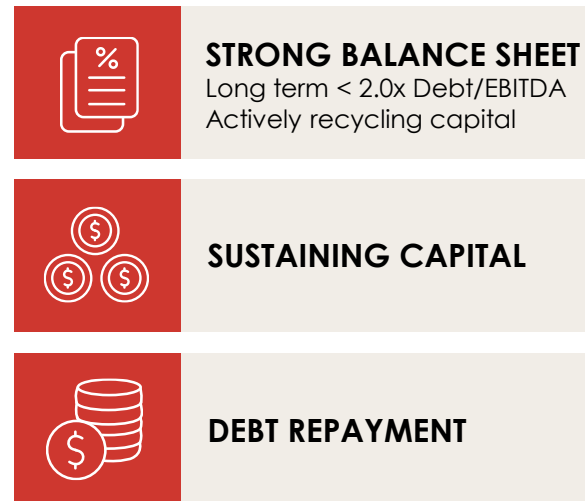 %
STRONG BALANCE SHEET
Long term < 2.0x Debt/EBITDA
Actively recycling capital
$
$ $
SUSTAINING CAPITAL
$
DEBT REPAYMENT